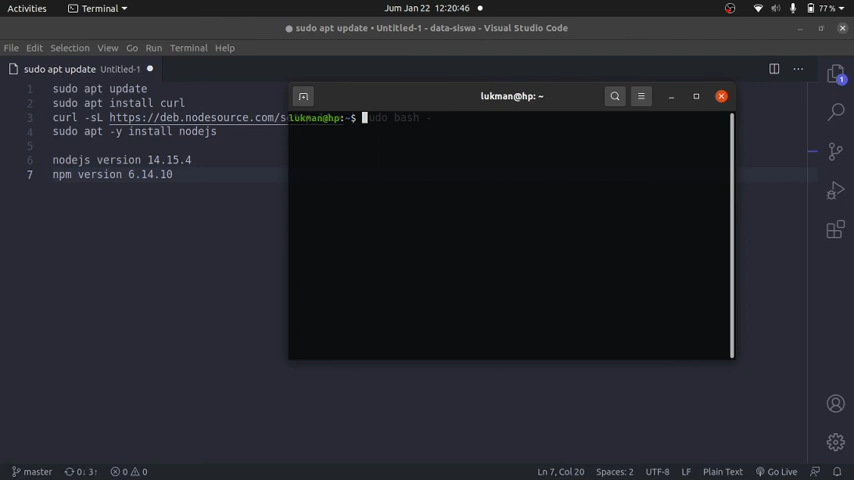 Activities Terminal Jum Jan 22 12:20:46 77 %
sudo apt update • Untitled-1 - data-siswa - Visual Studio Code
File Edit Selection View Go Run Terminal Help
sudo apt update Untitled-1
1 sudo apt update
2 sudo apt install curl
3 curl -sL https://deb.nodesource.com/s
4 sudo apt -y install nodejs
5
6 nodejs version 14.15.4
7 npm version 6.14.10
lukman@hp: ~
lukman@hp:~$ udo bash -
1
master 0↓ 3↑ 0 0 Ln 7, Col 20 Spaces: 2 UTF-8 LF Plain Text Go Live